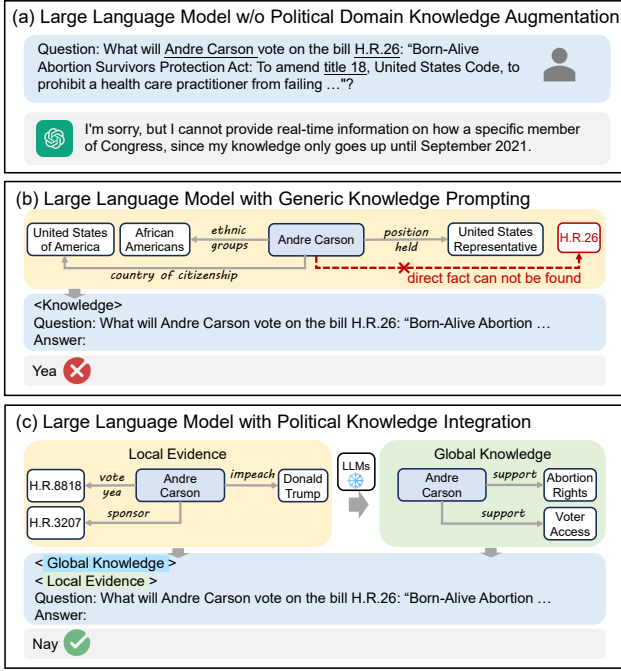 (a) Large Language Model w/o Political Domain Knowledge Augmentation
Question: What will Andre Carson vote on the bill H.R.26: “Born-Alive
Abortion Survivors Protection Act: To amend title 18, United States Code, to
prohibit a health care practitioner from failing ..."?
I'm sorry, but I cannot provide real-time information on how a specific member
of Congress, since my knowledge only goes up until September 2021.
(b) Large Language Model with Generic Knowledge Prompting
United States
of America
African
Americans
ethnic
groups
Andre Carson
position
held
United States
Representative
H.R.26
country of citizenship
direct fact can not be found
<Knowledge>
Question: What will Andre Carson vote on the bill H.R.26: “Born-Alive Abortion ...
Answer:
Yea
(c) Large Language Model with Political Knowledge Integration
Local Evidence
H.R.8818
vote
yea
Andre
Carson
impeach
Donald
Trump
H.R.3207
sponsor
LLMs
Global Knowledge
Andre
Carson
support
Abortion
Rights
support
Voter
Access
< Global Knowledge >
< Local Evidence >
Question: What will Andre Carson vote on the bill H.R.26: “Born-Alive Abortion ...
Answer:
Nay